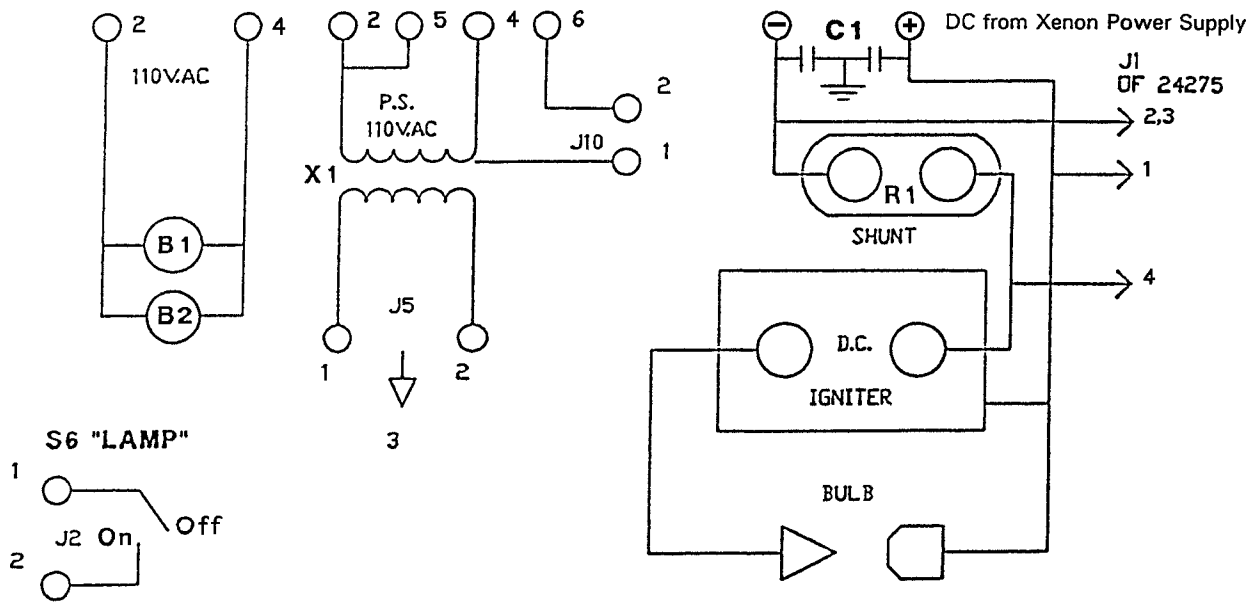 2 4 2 5 4 6 − + DC from Xenon Power Supply
C1
110V.AC
J1
OF 24275
P.S.
110V.AC
2
2,3
J10
1
X1
1
R1
B1
SHUNT
4
B2
J5
D.C.
1
2
IGNITER
3
S6 "LAMP"
1
BULB
Off
J2 On
2